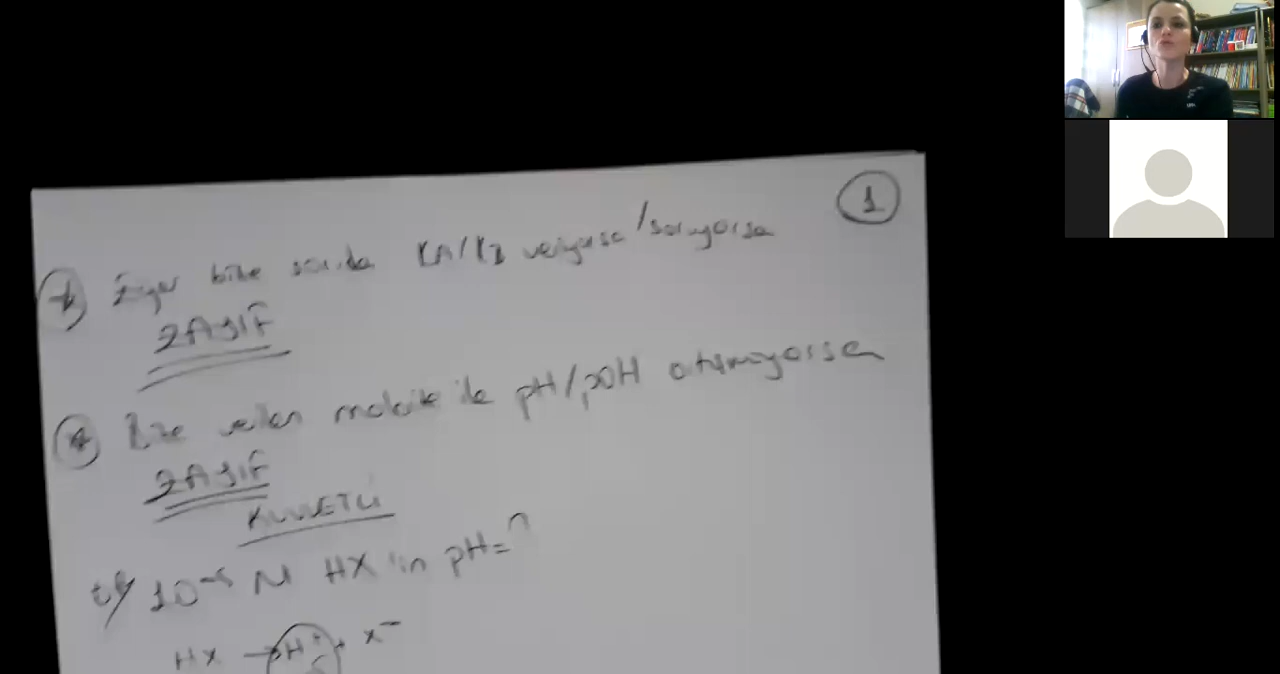 1
* Eğer bize soruda KA/KB veriyorsa/soruyorsa
ZAYIF
* Bize verilen molarite ile pH/pOH oturmuyorsa
ZAYIF
KUVVETLİ
10⁻⁵ M HX'in pH=?
HX → H⁺ + X⁻